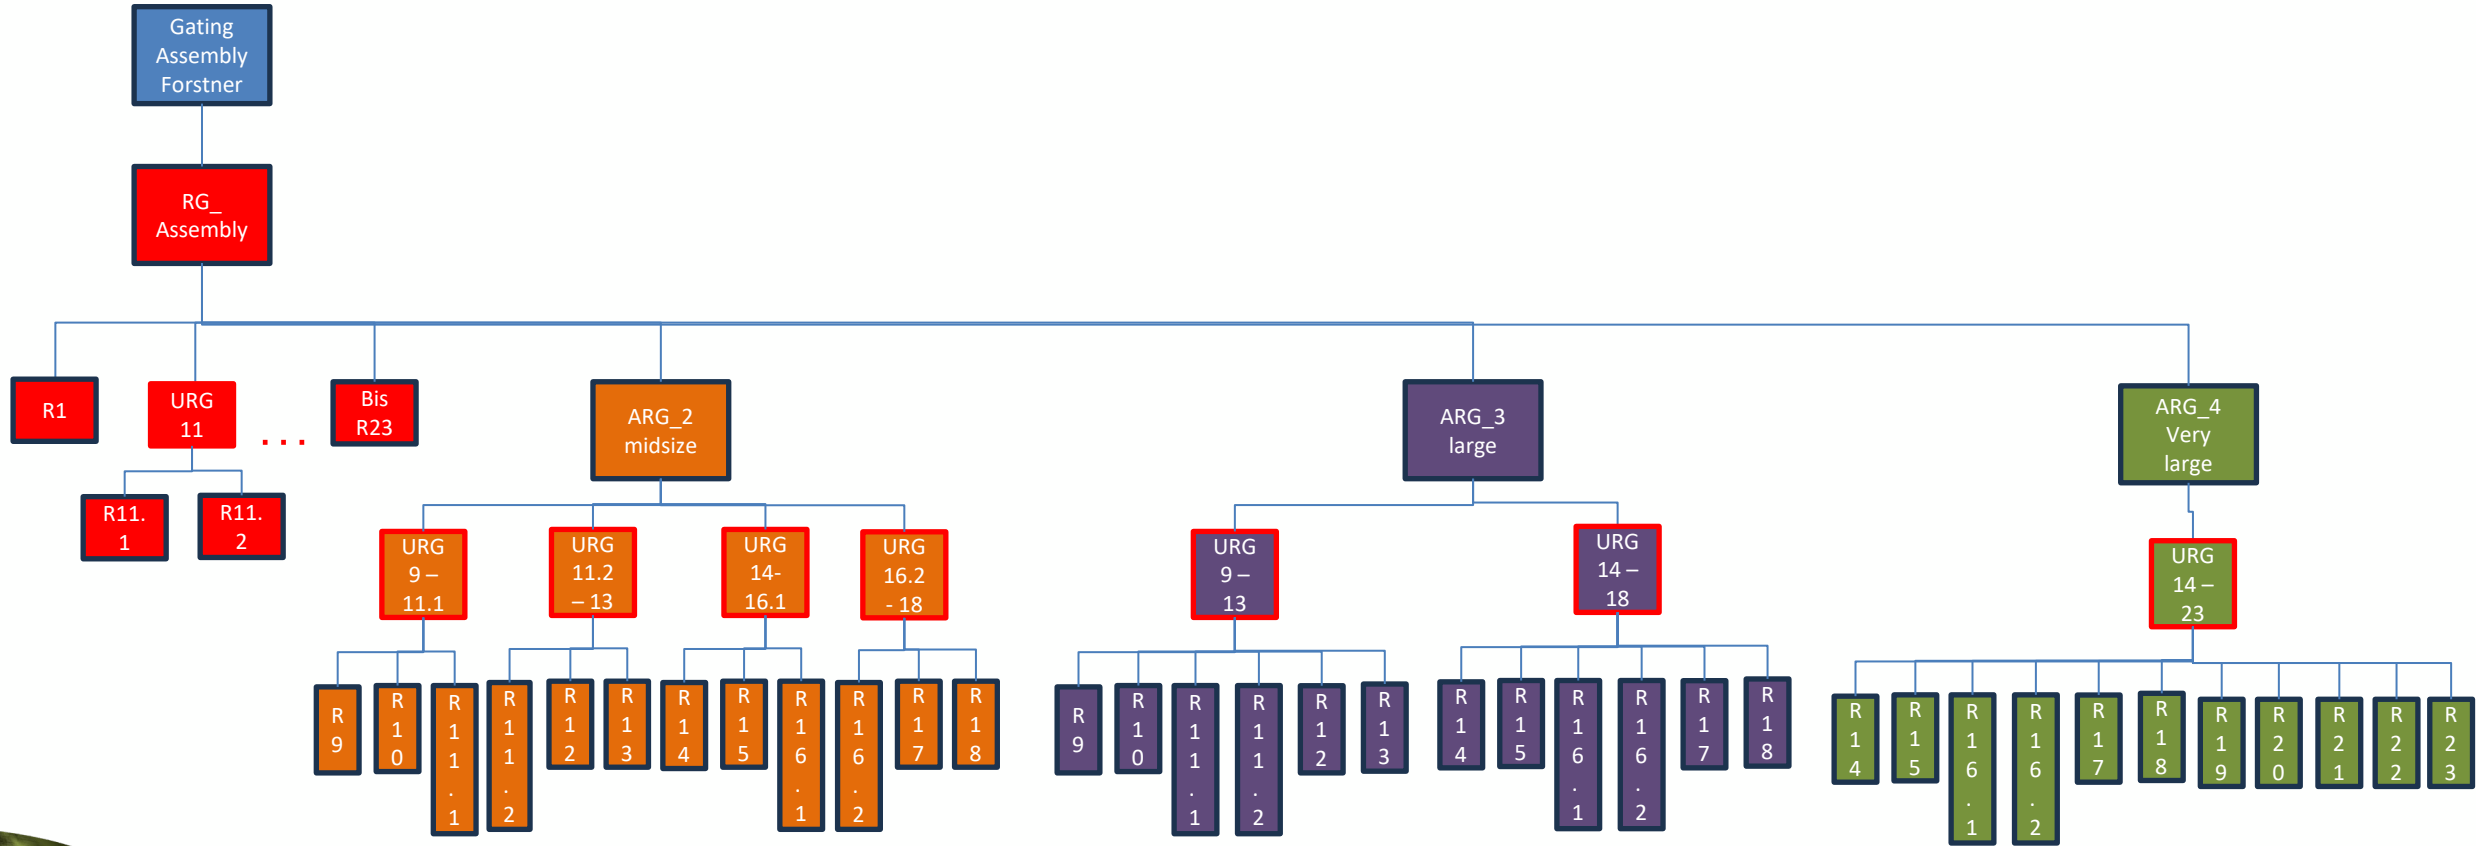 Gating
Assembly
Forstner
RG_
Assembly
R1
URG
11
. . .
Bis
R23
ARG_2
midsize
ARG_3
large
ARG_4
Very
large
R11.
1
R11.
2
URG
9 –
11.1
URG
11.2
– 13
URG
14-
16.1
URG
16.2
- 18
URG
9 –
13
URG
14 –
18
URG
14 –
23
R
9
R
1
0
R
1
1
.
1
R
1
1
.
2
R
1
2
R
1
3
R
1
4
R
1
5
R
1
6
.
1
R
1
6
.
2
R
1
7
R
1
8
R
9
R
1
0
R
1
1
.
1
R
1
1
.
2
R
1
2
R
1
3
R
1
4
R
1
5
R
1
6
.
1
R
1
6
.
2
R
1
7
R
1
8
R
1
4
R
1
5
R
1
6
.
1
R
1
6
.
2
R
1
7
R
1
8
R
1
9
R
2
0
R
2
1
R
2
2
R
2
3